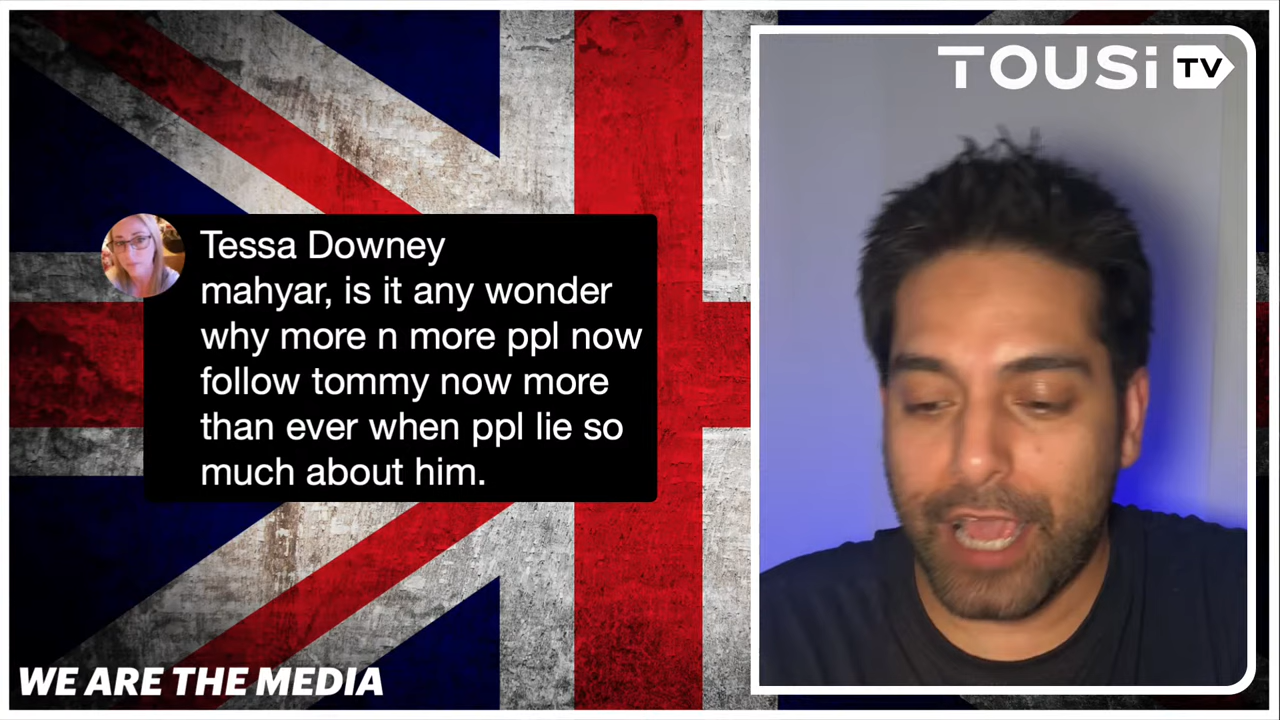 TOUSi TV
Tessa Downey
mahyar, is it any wonder
why more n more ppl now
follow tommy now more
than ever when ppl lie so
much about him.
WE ARE THE MEDIA